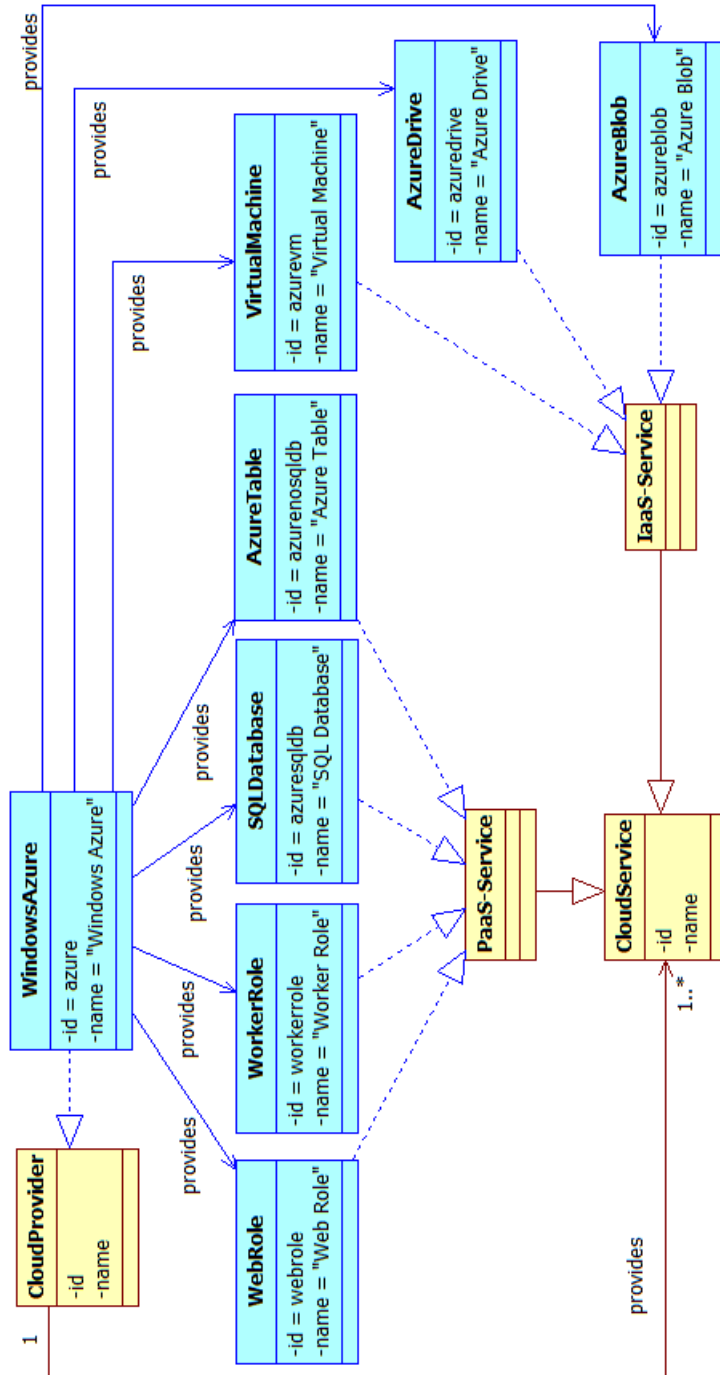 1
CloudProvider
-id
-name
WindowsAzure
-id = azure
-name = "Windows Azure"
provides
provides
provides
provides
provides
provides
provides
WebRole
-id = webrole
-name = "Web Role"
WorkerRole
-id = workerrole
-name = "Worker Role"
SQLDatabase
-id = azuresqldb
-name = "SQL Database"
AzureTable
-id = azurenosqldb
-name = "Azure Table"
VirtualMachine
-id = azurevm
-name = "Virtual Machine"
AzureDrive
-id = azuredrive
-name = "Azure Drive"
AzureBlob
-id = azureblob
-name = "Azure Blob"
PaaS-Service
IaaS-Service
provides
1..*
CloudService
-id
-name